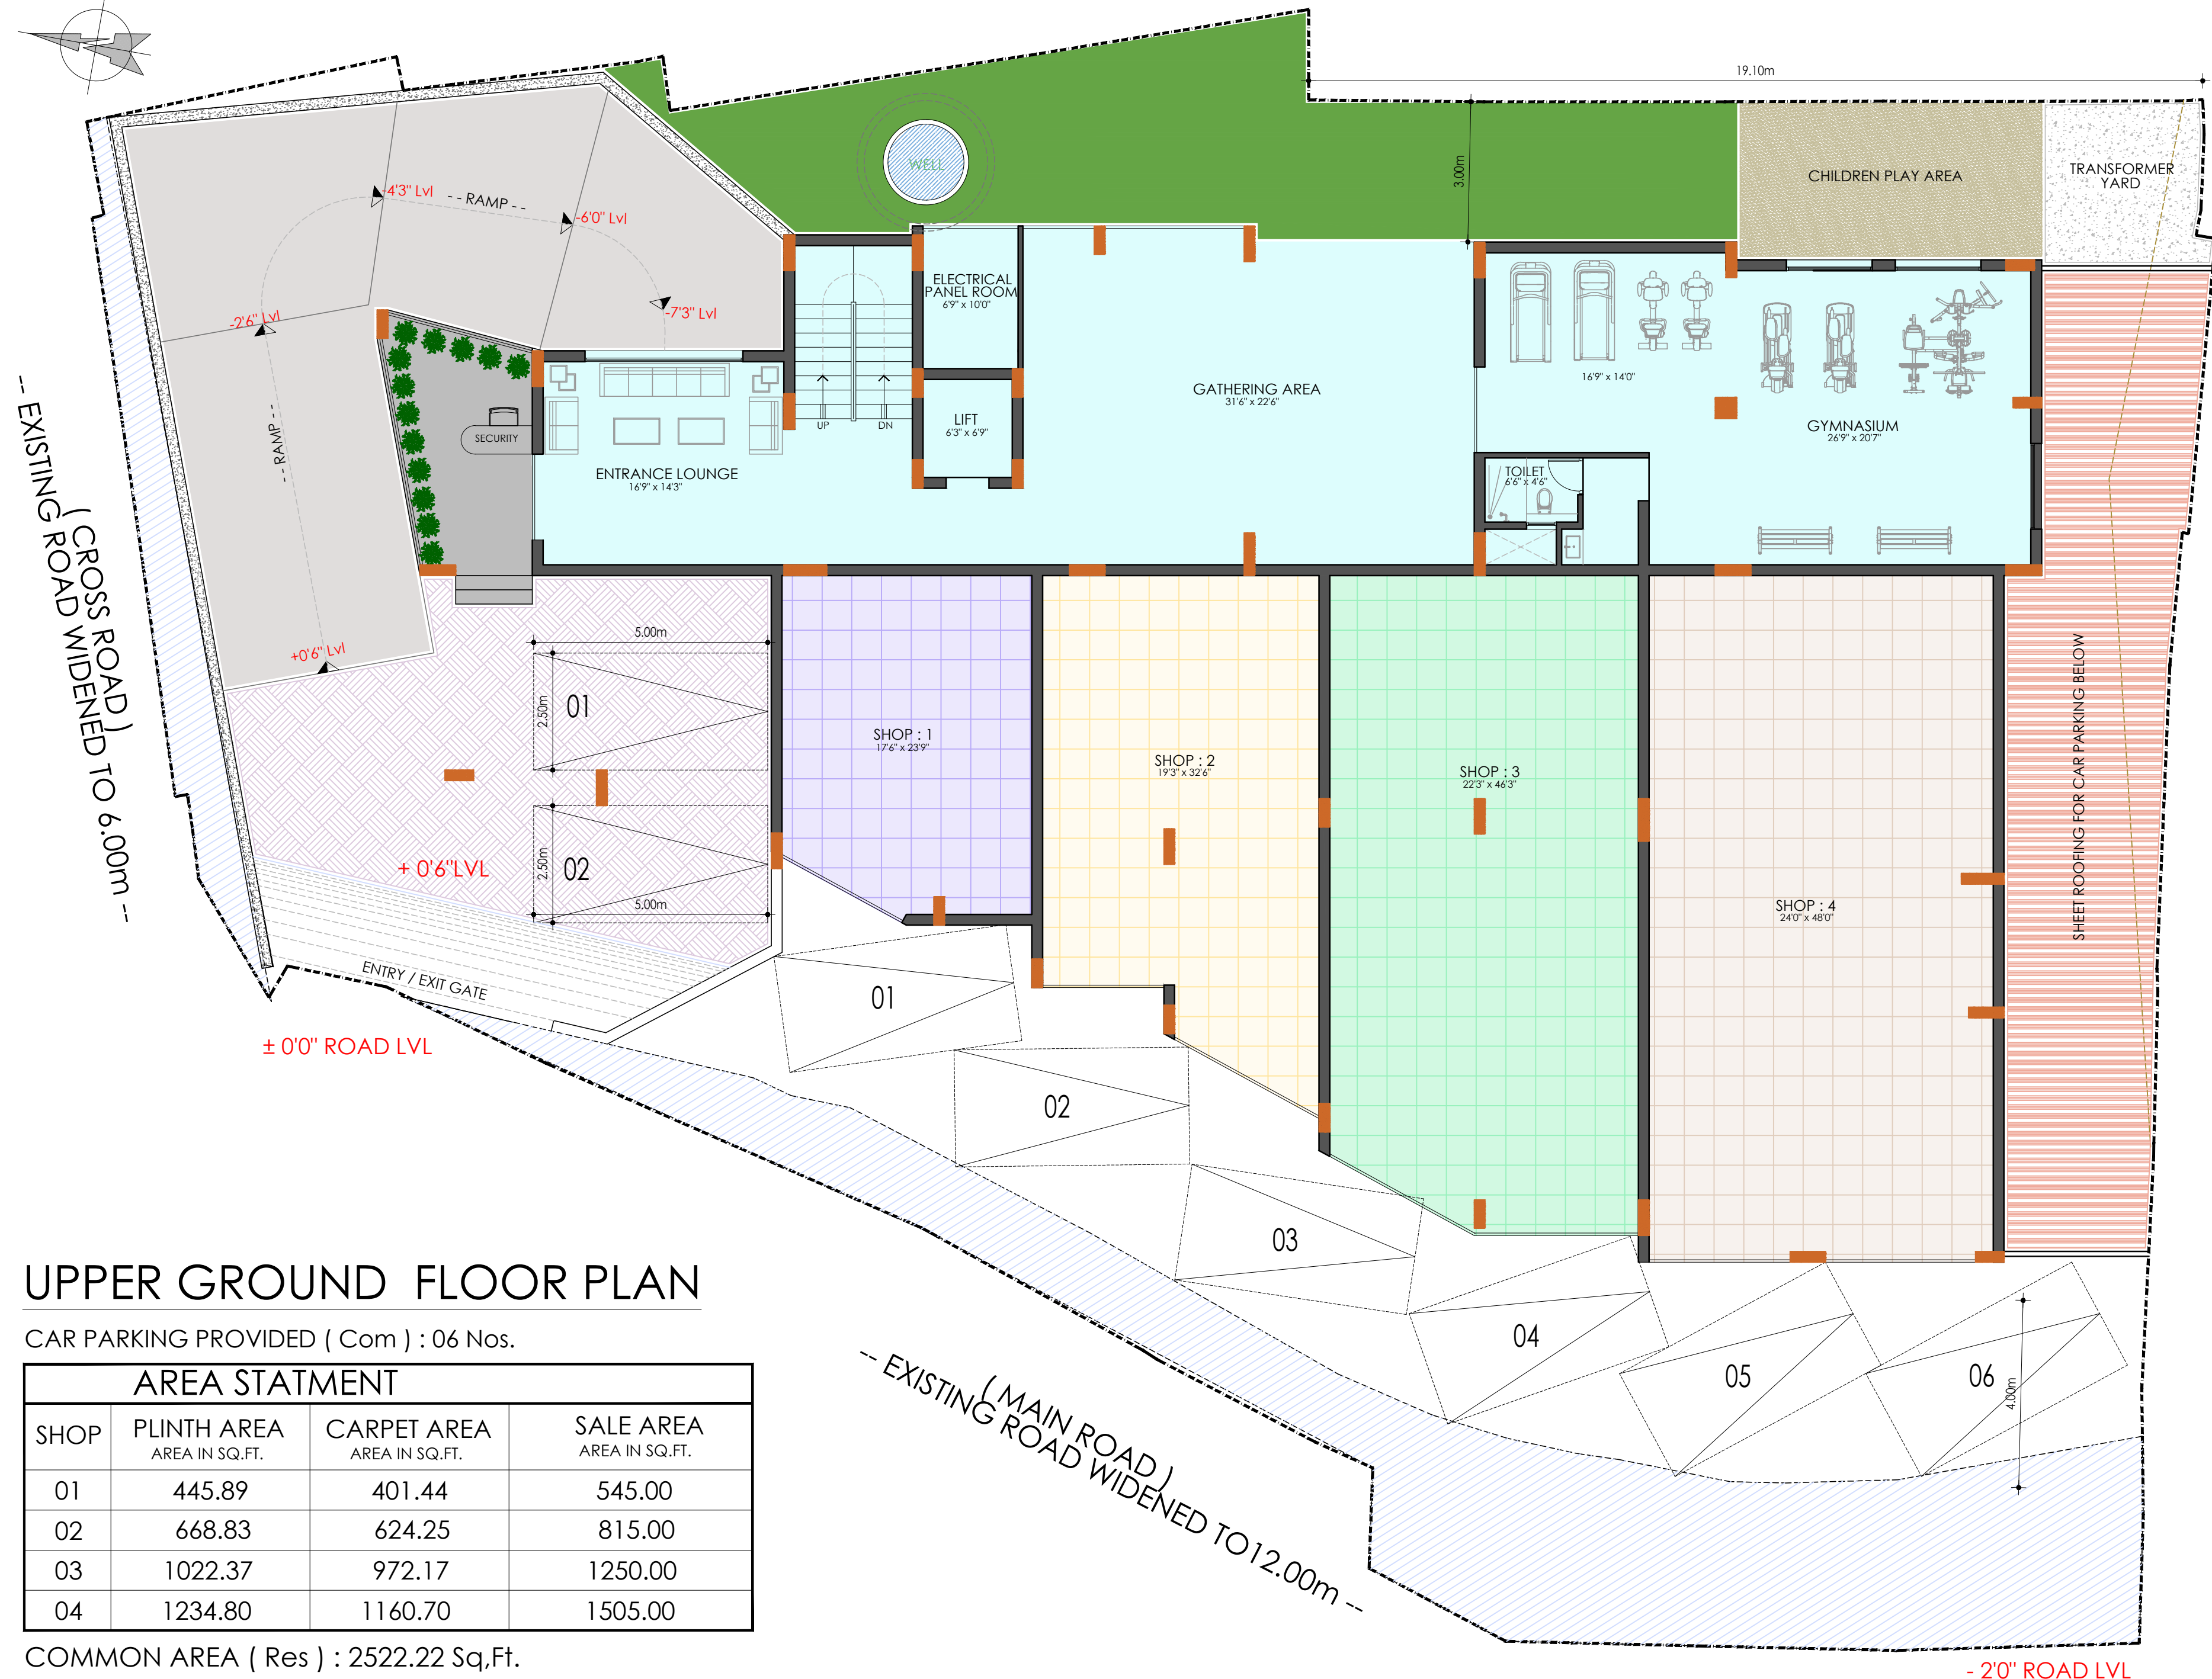 19.10m
3.00m
WELL
CHILDREN PLAY AREA
TRANSFORMER
YARD
-4'3" Lvl
- - RAMP - -
-6'0" Lvl
-2'6" Lvl
-7'3" Lvl
ELECTRICAL
PANEL ROOM
6'9" x 10'0"
GATHERING AREA
31'6" x 22'6"
16'9" x 14'0"
GYMNASIUM
26'9" x 20'7"
LIFT
6'3" x 6'9"
UP
DN
SECURITY
- - RAMP - -
ENTRANCE LOUNGE
16'9" x 14'3"
TOILET
6'6" x 4'6"
( CROSS ROAD )
-- EXISTING ROAD WIDENED TO 6.00m --
+0'6" Lvl
5.00m
2.50m
01
2.50m
02
5.00m
+ 0'6"LVL
SHOP : 1
17'6" x 23'9"
SHOP : 2
19'3" x 32'6"
SHOP : 3
22'3" x 46'3"
SHOP : 4
24'0" x 48'0"
SHEET ROOFING FOR CAR PARKING BELOW
ENTRY / EXIT GATE
± 0'0" ROAD LVL
01
02
03
04
05
06
4.00m
( MAIN ROAD )
-- EXISTING ROAD WIDENED TO12.00m --
- 2'0" ROAD LVL
UPPER GROUND FLOOR PLAN
CAR PARKING PROVIDED ( Com ) : 06 Nos.
AREA STATMENT
SHOP PLINTH AREA CARPET AREA SALE AREA
AREA IN SQ.FT. AREA IN SQ.FT. AREA IN SQ.FT.
01 445.89 401.44 545.00
02 668.83 624.25 815.00
03 1022.37 972.17 1250.00
04 1234.80 1160.70 1505.00
COMMON AREA ( Res ) : 2522.22 Sq,Ft.